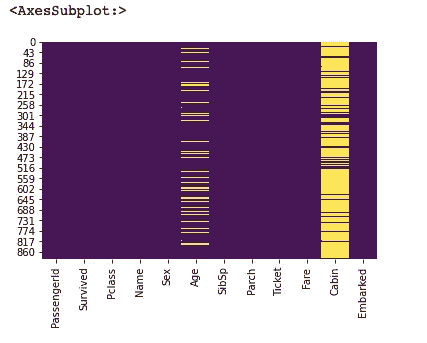 <AxesSubplot:>
0
43
86
129
172
215
258
301
344
387
430
473
516
559
602
645
688
731
774
817
860
PassengerId
Survived
Pclass
Name
Sex
Age
SibSp
Parch
Ticket
Fare
Cabin
Embarked